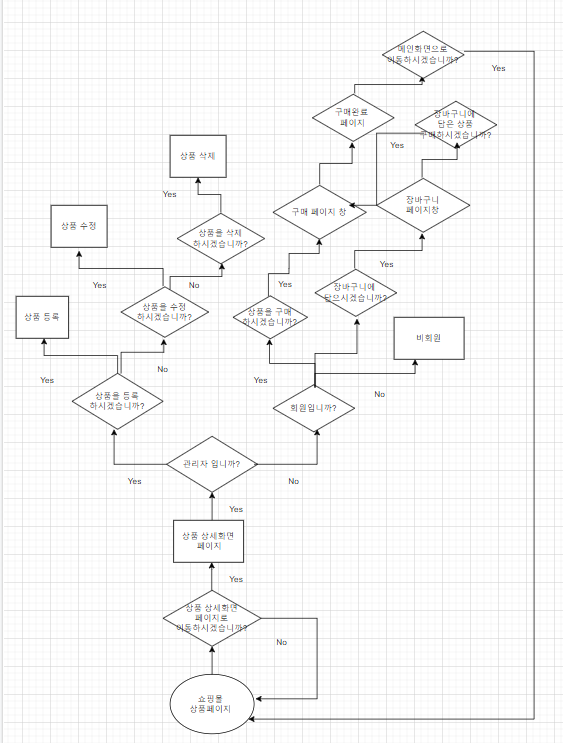 메인화면으로
이동하시겠습니까?
Yes
구매완료
페이지
장바구니에
담은 상품
구매하시겠습니까?
Yes
상품 삭제
Yes
구매 페이지 창
장바구니
페이지창
상품 수정
상품을 삭제
하시겠습니까?
Yes
No
Yes
Yes
장바구니에
담으시겠습니까?
상품 등록
상품을 수정
하시겠습니까?
상품을 구매
하시겠습니까?
비회원
No
Yes
Yes
No
상품을 등록
하시겠습니까?
회원입니까?
관리자 입니까?
Yes
No
Yes
상품 상세화면
페이지
Yes
상품 상세화면
페이지로
이동하시겠습니까?
No
쇼핑몰
상품페이지